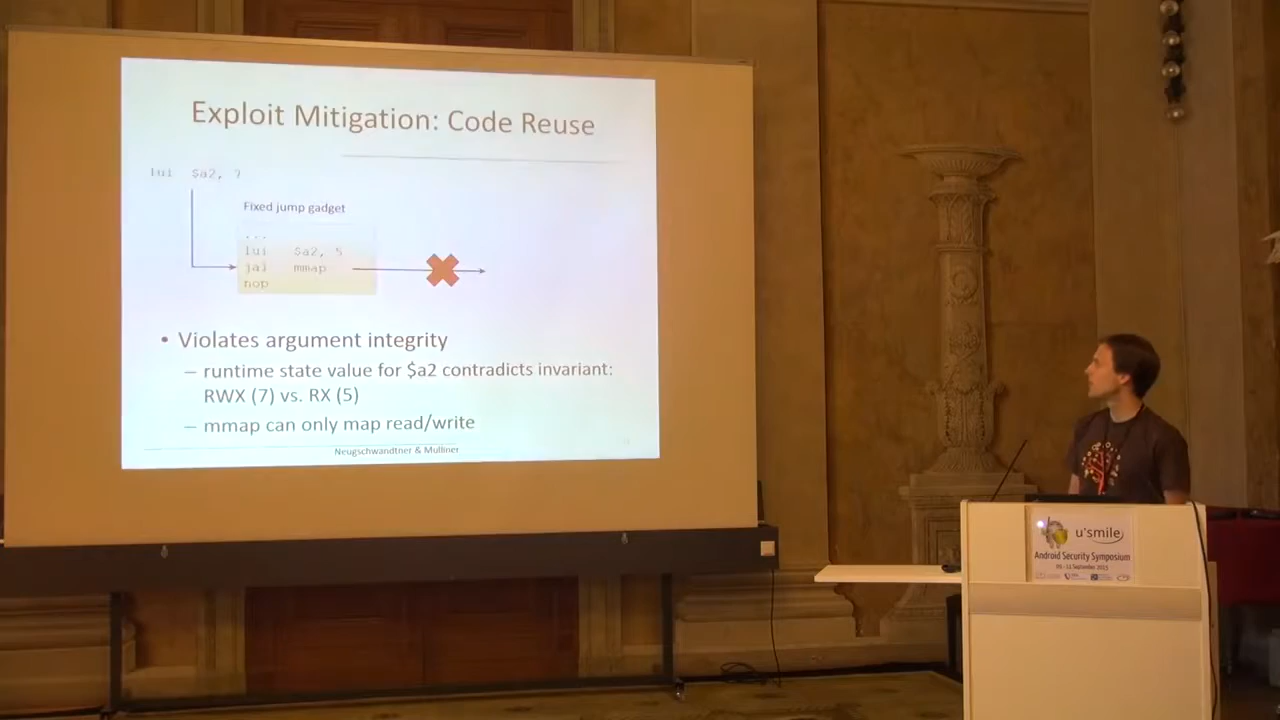 Exploit Mitigation: Code Reuse
lui $a2, 7
Fixed jump gadget
...
lui $a2, 5
jal mmap
nop
• Violates argument integrity
– runtime state value for $a2 contradicts invariant:
RWX (7) vs. RX (5)
– mmap can only map read/write
Neugschwandtner & Mulliner
u'smile
Android Security Symposium